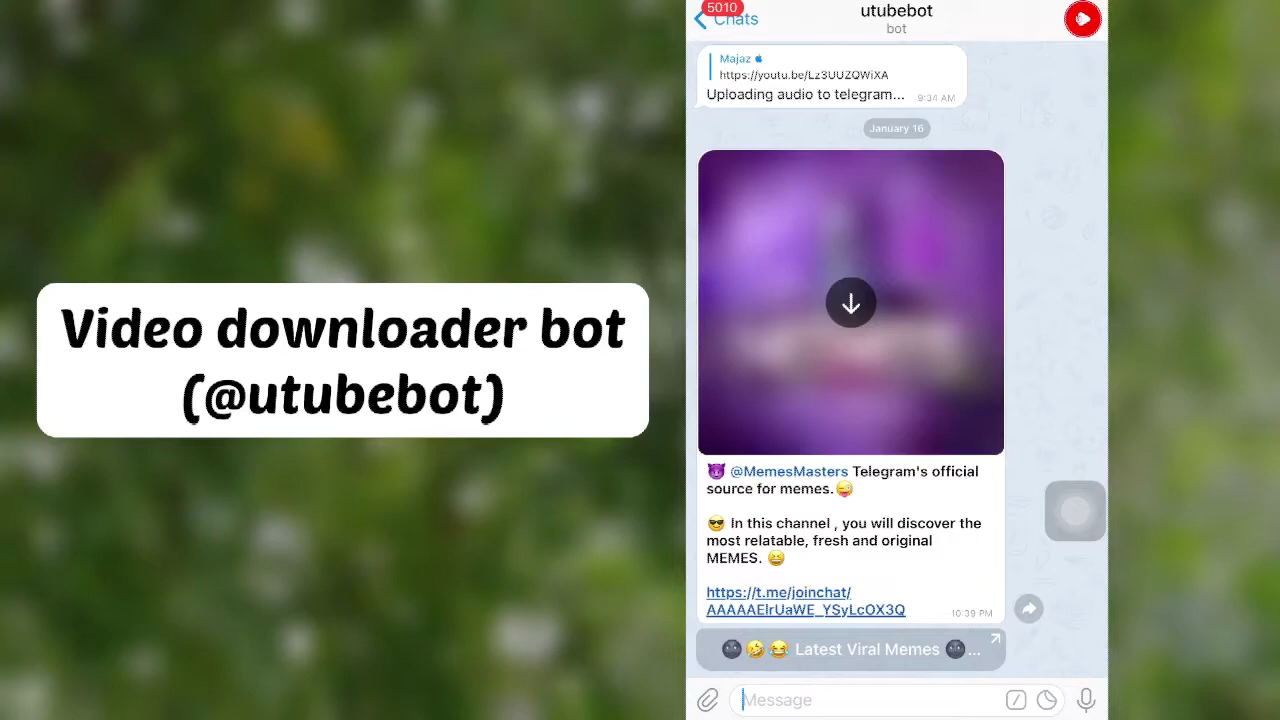 Video downloader bot
(@utubebot)
5010
Chats
utubebot
bot
Majaz
https://youtu.be/Lz3UUZQWiXA
Uploading audio to telegram...
9:34 AM
January 16
😈 @MemesMasters Telegram's official
source for memes.😜
😎 In this channel , you will discover the
most relatable, fresh and original
MEMES. 😆
https://t.me/joinchat/
AAAAAElrUaWE_YSyLcOX3Q
10:39 PM
🌚🤣😂 Latest Viral Memes 🌚...
Message